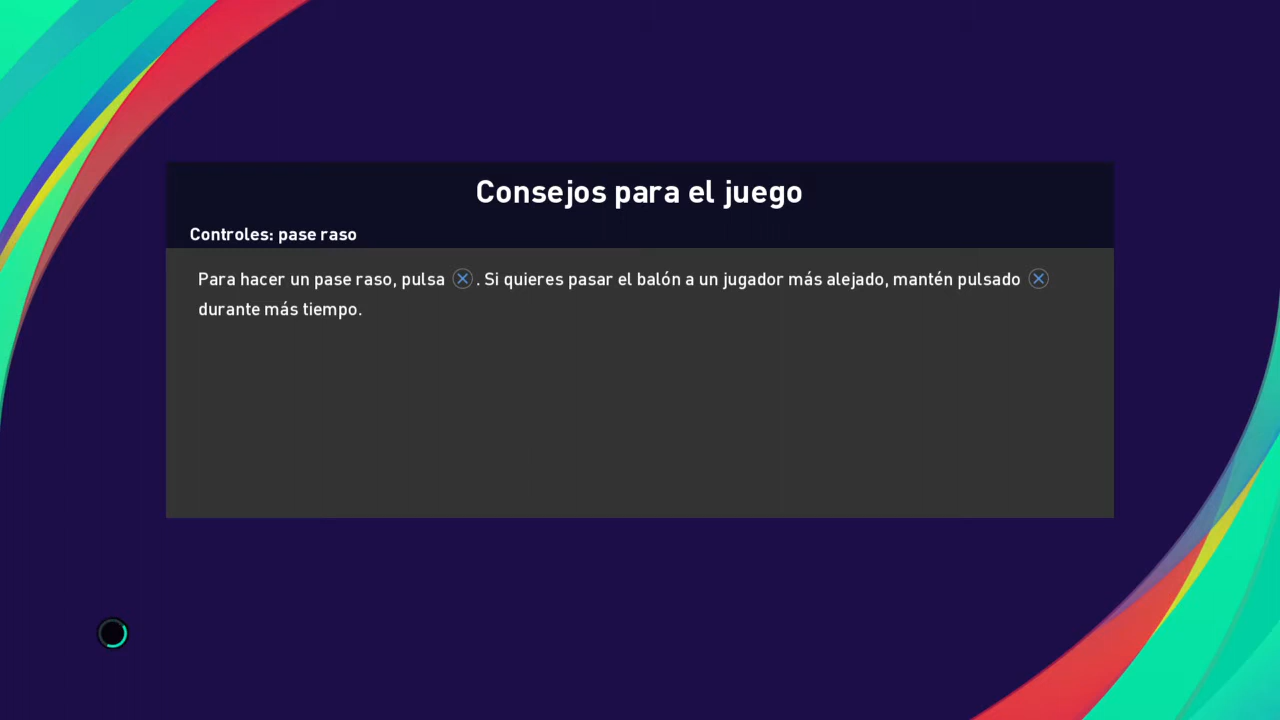 Consejos para el juego
Controles: pase raso
Para hacer un pase raso, pulsa ⓧ. Si quieres pasar el balón a un jugador más alejado, mantén pulsado ⓧ
durante más tiempo.